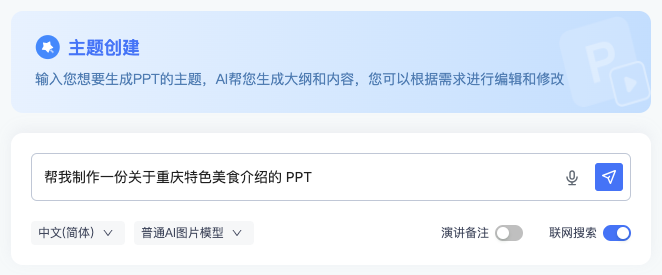 主题创建
输入您想要生成PPT的主题，AI帮您生成大纲和内容，您可以根据需求进行编辑和修改
P
帮我制作一份关于重庆特色美食介绍的 PPT
中文(简体) 普通AI图片模型 演讲备注 联网搜索